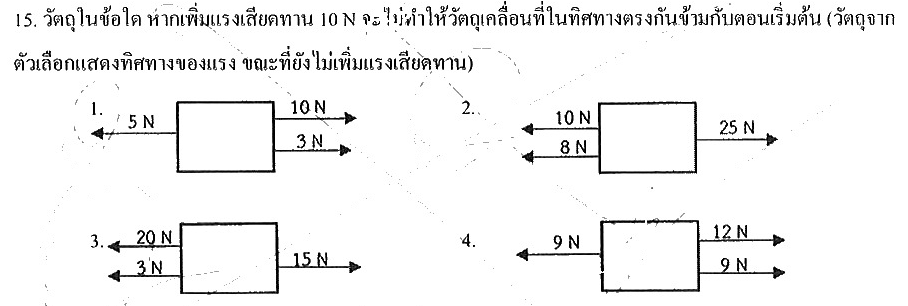 15. วัตถุในข้อใด หากเพิ่มแรงเสียดทาน 10 N จะไม่ทำให้วัตถุเคลื่อนที่ในทิศทางตรงกันข้ามกับตอนเริ่มต้น (วัตถุจาก
ตัวเลือกแสดงทิศทางของแรง ขณะที่ยังไม่เพิ่มแรงเสียดทาน)
1. 5 N 10 N 3 N
2. 10 N 8 N 25 N
3. 20 N 3 N 15 N
4. 9 N 12 N 9 N